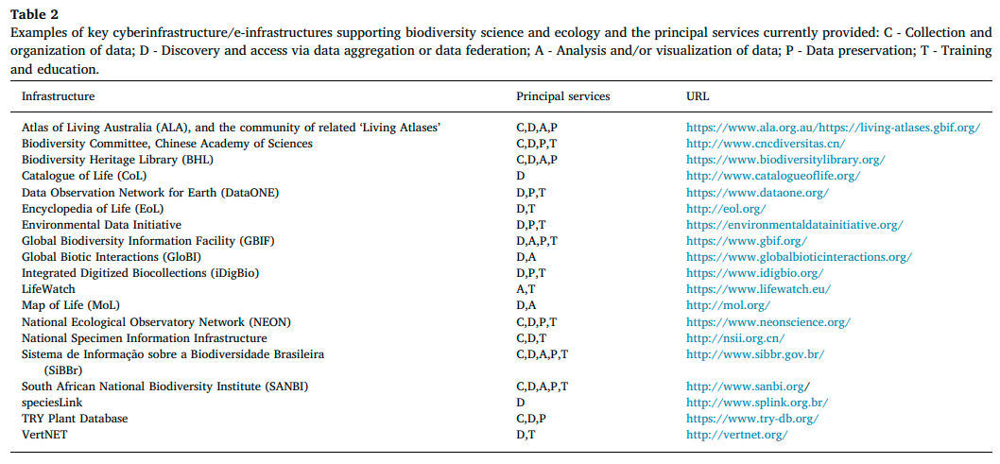 Table 2
Examples of key cyberinfrastructure/e-infrastructures supporting biodiversity science and ecology and the principal services currently provided: C - Collection and
organization of data; D - Discovery and access via data aggregation or data federation; A - Analysis and/or visualization of data; P - Data preservation; T - Training
and education.
Infrastructure Principal services URL
Atlas of Living Australia (ALA), and the community of related ‘Living Atlases’ C,D,A,P https://www.ala.org.au/https://living-atlases.gbif.org/
Biodiversity Committee, Chinese Academy of Sciences C,D,P,T http://www.cncdiversitas.cn/
Biodiversity Heritage Library (BHL) C,D,A,P https://www.biodiversitylibrary.org/
Catalogue of Life (CoL) D http://www.catalogueoflife.org/
Data Observation Network for Earth (DataONE) D,P,T https://www.dataone.org/
Encyclopedia of Life (EoL) D,T http://eol.org/
Environmental Data Initiative D,P,T https://environmentaldatainitiative.org/
Global Biodiversity Information Facility (GBIF) D,A,P,T https://www.gbif.org/
Global Biotic Interactions (GloBI) D,A https://www.globalbioticinteractions.org/
Integrated Digitized Biocollections (iDigBio) D,P,T https://www.idigbio.org/
LifeWatch A,T https://www.lifewatch.eu/
Map of Life (MoL) D,A http://mol.org/
National Ecological Observatory Network (NEON) C,D,P,T https://www.neonscience.org/
National Specimen Information Infrastructure C,D,T http://nsii.org.cn/
Sistema de Informação sobre a Biodiversidade Brasileira C,D,A,P,T http://www.sibbr.gov.br/
(SiBBr)
South African National Biodiversity Institute (SANBI) C,D,A,P,T http://www.sanbi.org/
speciesLink D http://www.splink.org.br/
TRY Plant Database C,D,P https://www.try-db.org/
VertNET D,T http://vertnet.org/